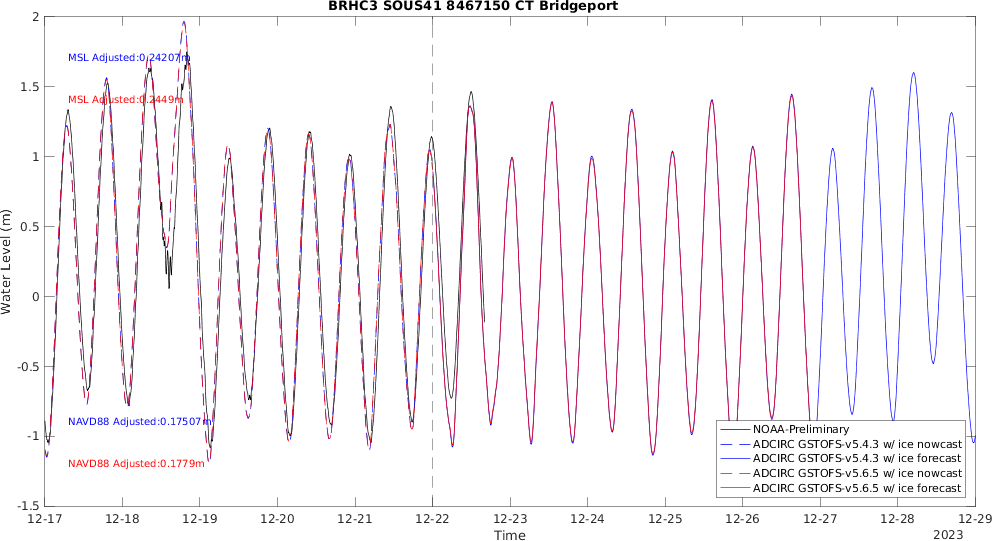 BRHC3 SOUS41 8467150 CT Bridgeport
Water Level (m)
2
1.5
1
0.5
0
-0.5
-1
-1.5
MSL Adjusted:0.24207m
MSL Adjusted:0.2449m
NAVD88 Adjusted:0.17507m
NAVD88 Adjusted:0.1779m
NOAA-Preliminary
ADCIRC GSTOFS-v5.4.3 w/ ice nowcast
ADCIRC GSTOFS-v5.4.3 w/ ice forecast
ADCIRC GSTOFS-v5.6.5 w/ ice nowcast
ADCIRC GSTOFS-v5.6.5 w/ ice forecast
12-17 12-18 12-19 12-20 12-21 12-22 12-23 12-24 12-25 12-26 12-27 12-28 12-29
Time
2023